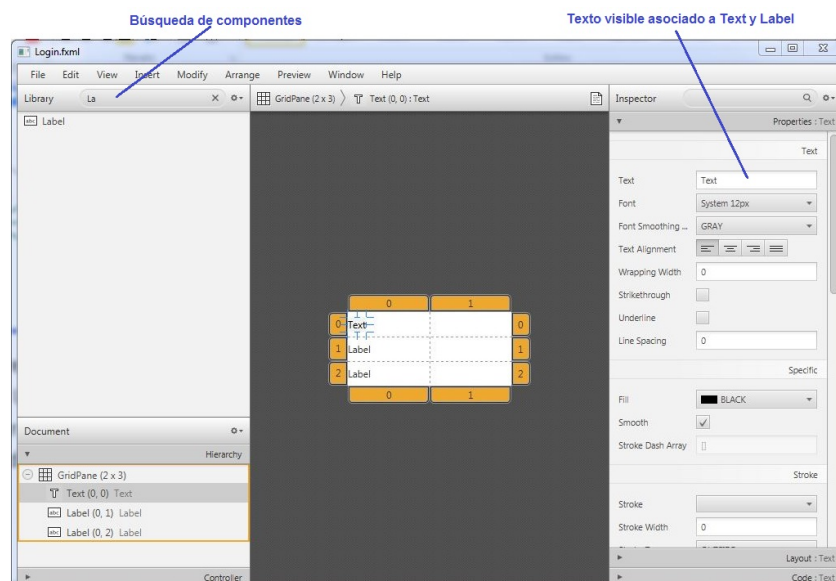 Búsqueda de componentes
Texto visible asociado a Text y Label
Login.fxml
File Edit View Insert Modify Arrange Preview Window Help
Library La
GridPane (2 x 3) Text (0, 0) : Text
Inspector
Label
Properties : Text
Text
Text Text
Font System 12px
Font Smoothing ... GRAY
Text Alignment
Wrapping Width 0
Strikethrough
Underline
Line Spacing 0
Specific
Fill BLACK
Smooth
Stroke Dash Array []
Stroke
Stroke
Stroke Width 0
Layout : Text
Code : Text
0 1
0 Text 0
1 Label 1
2 Label 2
0 1
Document
Hierarchy
GridPane (2 x 3)
Text (0, 0) Text
Label (0, 1) Label
Label (0, 2) Label
Controller